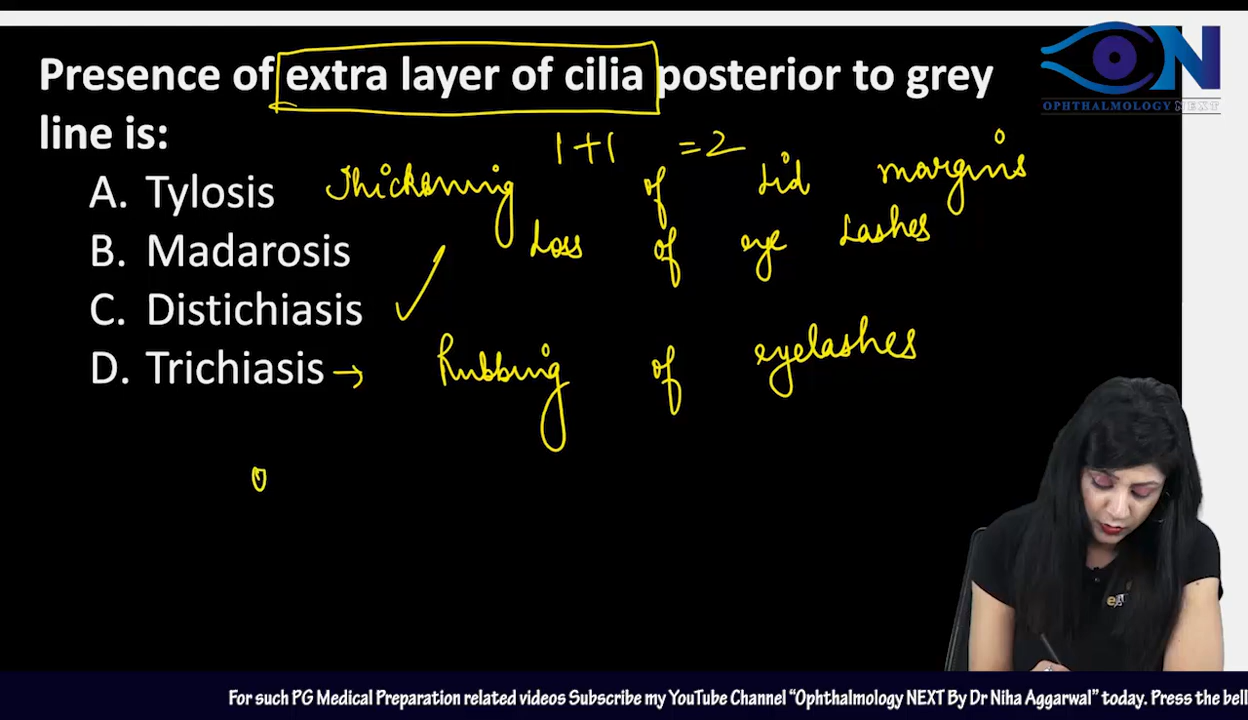 Presence of extra layer of cilia posterior to grey
line is:
1+1 =2
A. Tylosis Thickening of Lid margins
B. Madarosis Loss of eye Lashes
C. Distichiasis
D. Trichiasis → Rubbing of eyelashes
ON
OPHTHALMOLOGY NEXT
For such PG Medical Preparation related videos Subscribe my YouTube Channel “Ophthalmology NEXT By Dr Niha Aggarwal” today. Press the bell